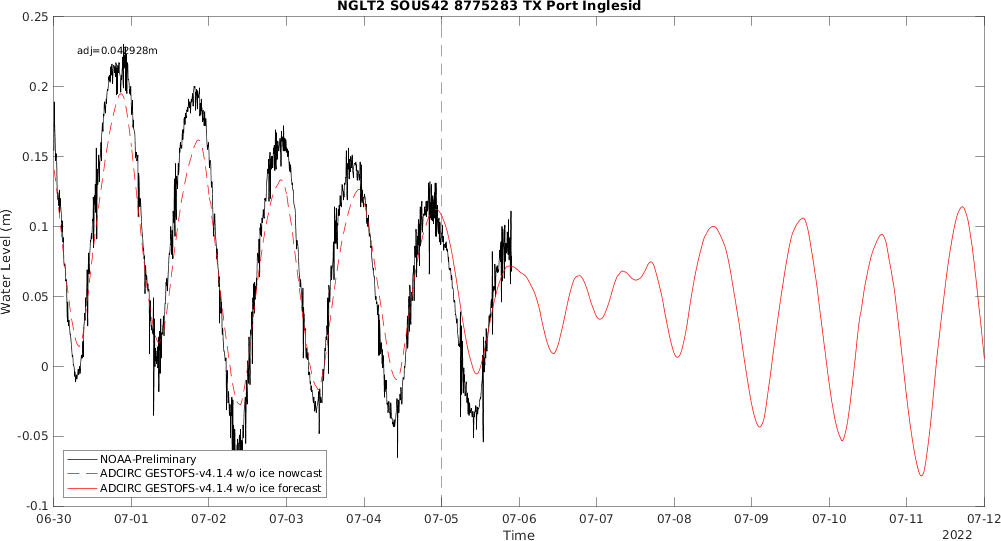 NGLT2 SOUS42 8775283 TX Port Inglesid
adj=0.042928m
0.25
0.2
0.15
0.1
0.05
0
-0.05
-0.1
Water Level (m)
NOAA-Preliminary
ADCIRC GESTOFS-v4.1.4 w/o ice nowcast
ADCIRC GESTOFS-v4.1.4 w/o ice forecast
06-30 07-01 07-02 07-03 07-04 07-05 07-06 07-07 07-08 07-09 07-10 07-11 07-12
Time
2022